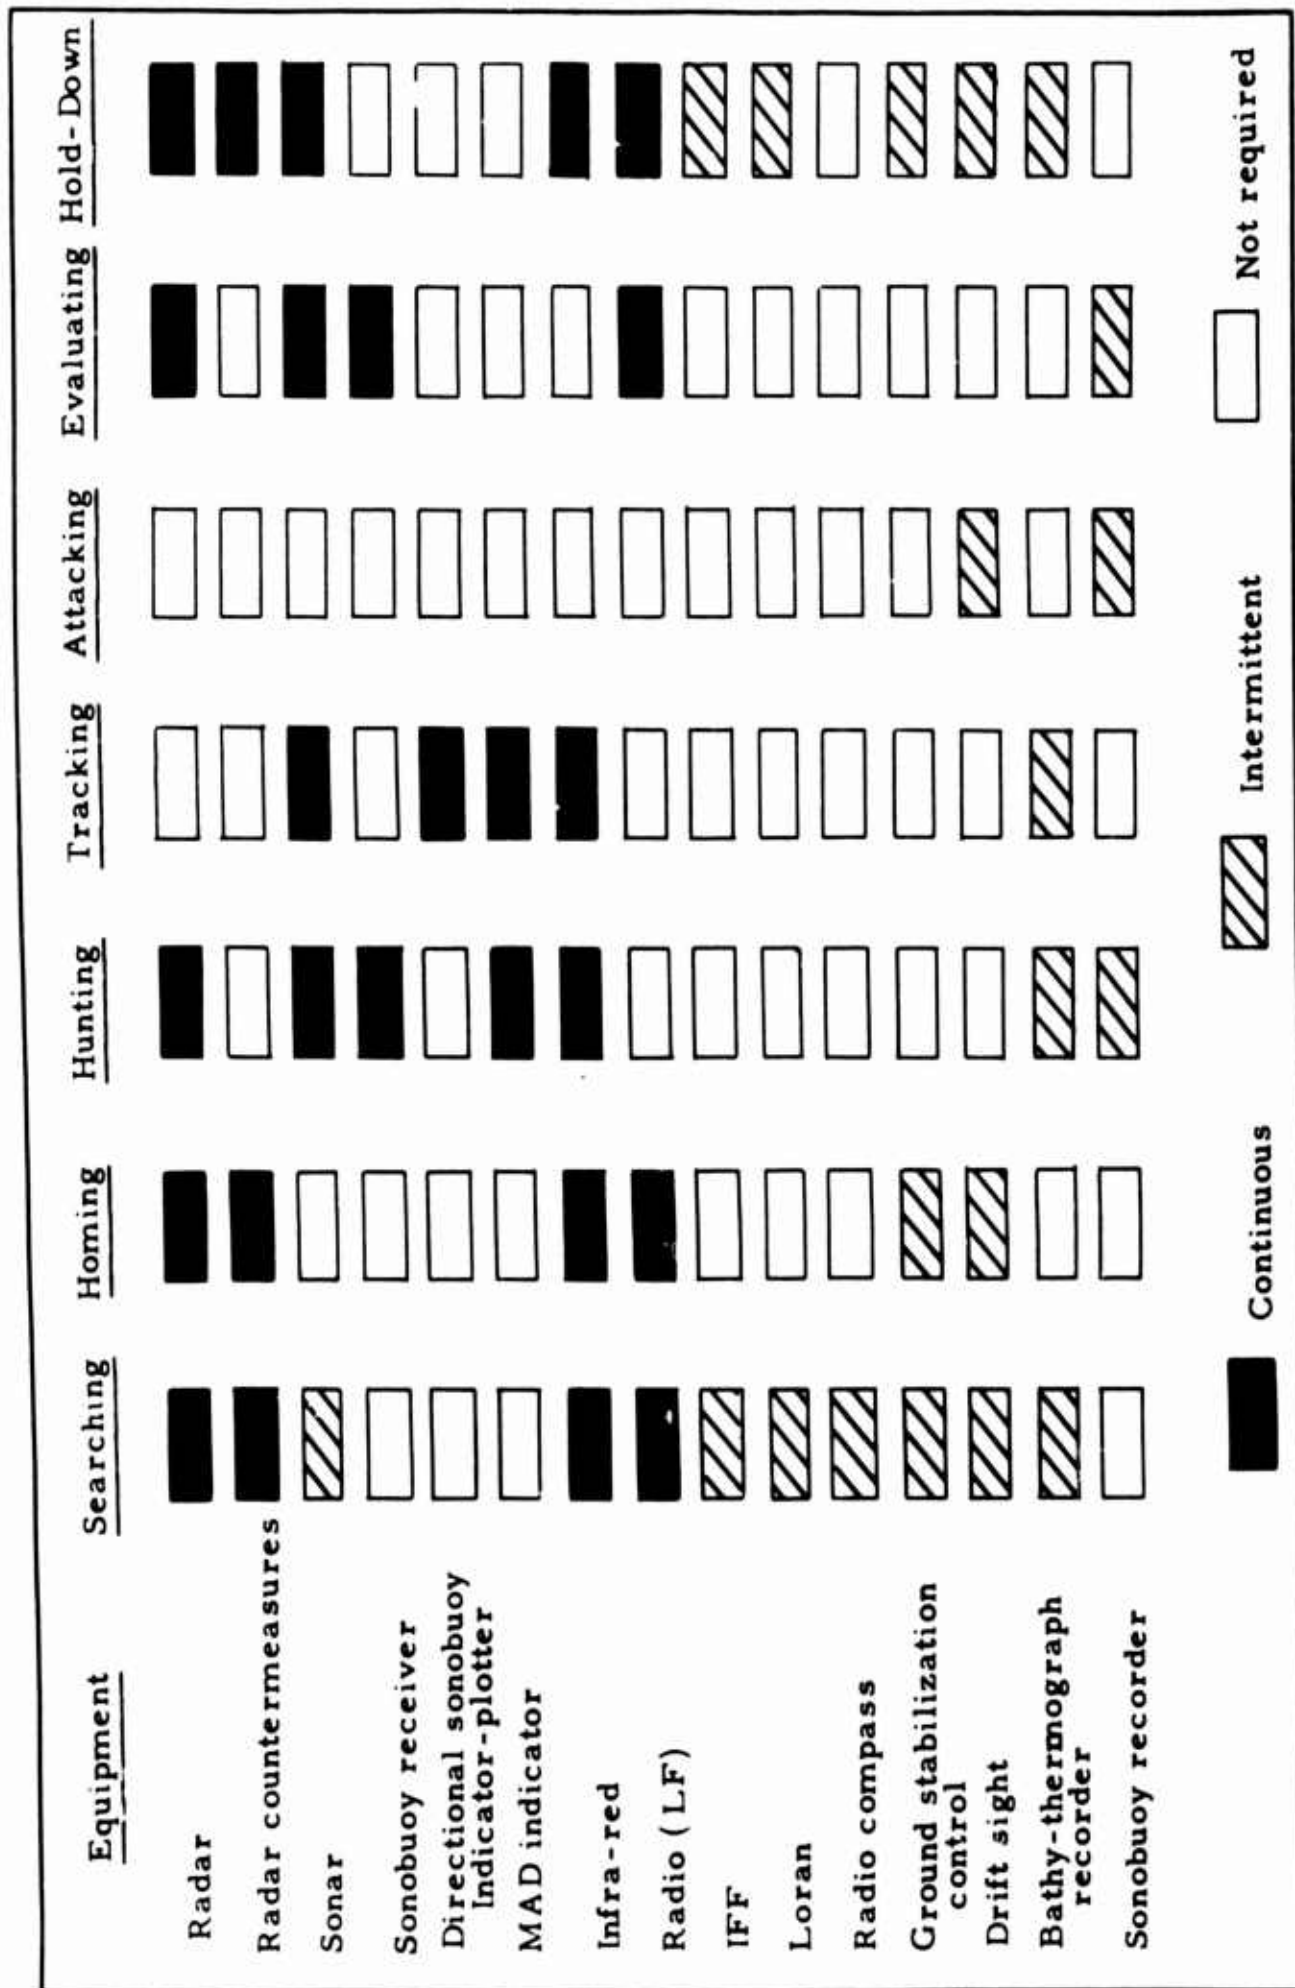 Equipment Searching Homing Hunting Tracking Attacking Evaluating Hold-Down
Radar
Radar countermeasures
Sonar
Sonobuoy receiver
Directional sonobuoy
Indicator-plotter
MAD indicator
Infra-red
Radio (LF)
IFF
Loran
Radio compass
Ground stabilization
control
Drift sight
Bathy-thermograph
recorder
Sonobuoy recorder
Continuous Intermittent Not required